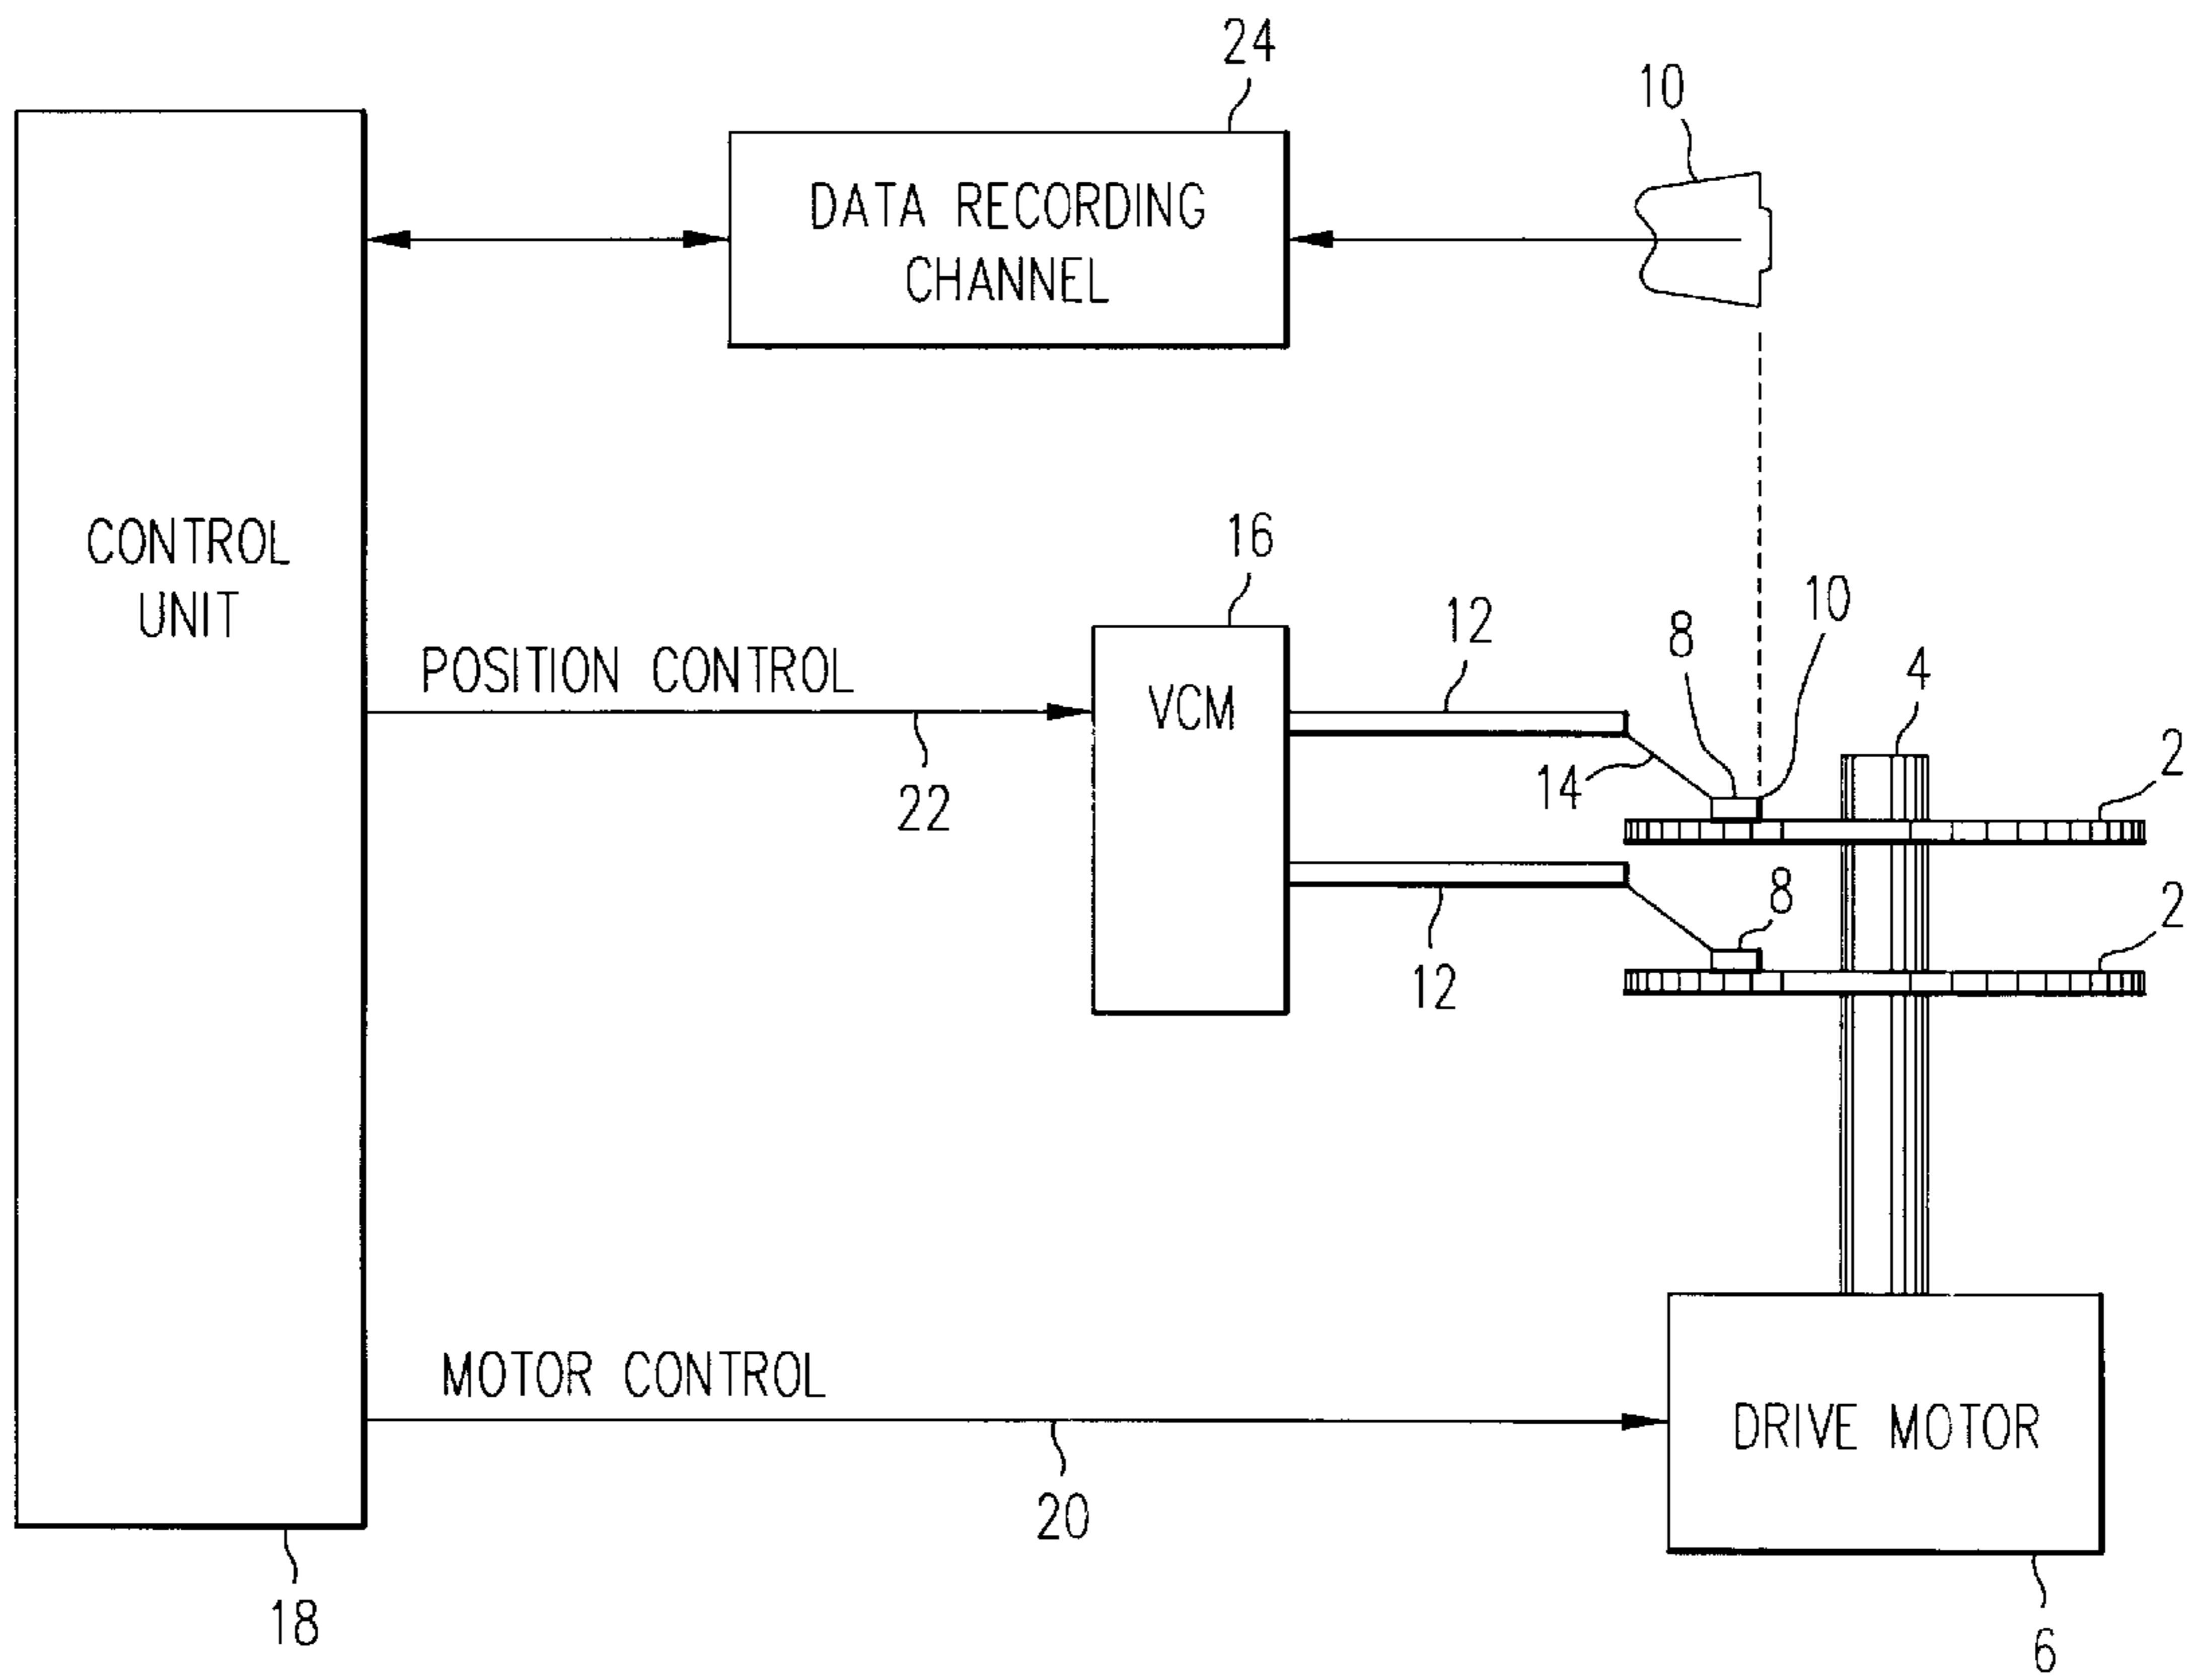 24
10
DATA RECORDING
CHANNEL
CONTROL
UNIT
16
10
12
8
4
POSITION CONTROL
VCM
2
14
22
8
2
12
MOTOR CONTROL
DRIVE MOTOR
20
18
6